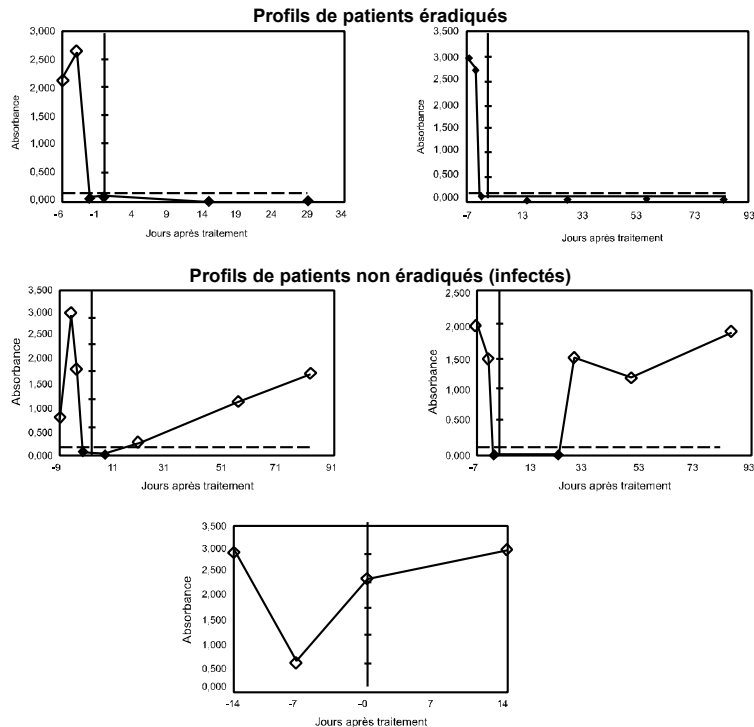 Profils de patients éradiqués
3,000
2,500
2,000
1,500
1,000
0,500
0,000
Absorbance
-6 -1 4 9 14 19 24 29 34
Jours après traitement
3,500
3,000
2,500
2,000
1,500
1,000
0,500
0,000
Absorbance
-7 13 33 53 73 93
Jours après traitement
Profils de patients non éradiqués (infectés)
3,500
3,000
2,000
2,000
1,000
0,500
0,000
Absorbance
-9 11 31 51 71 91
Jours après traitement
2,500
2,000
1,500
1,000
0.500
0,000
Absorbance
-7 13 33 53 73 93
Jours après traitement
3,500
3,000
2,500
2,000
1,500
1,000
0,500
0,000
Absorbance
-14 -7 -0 7 14
Jours après traitement